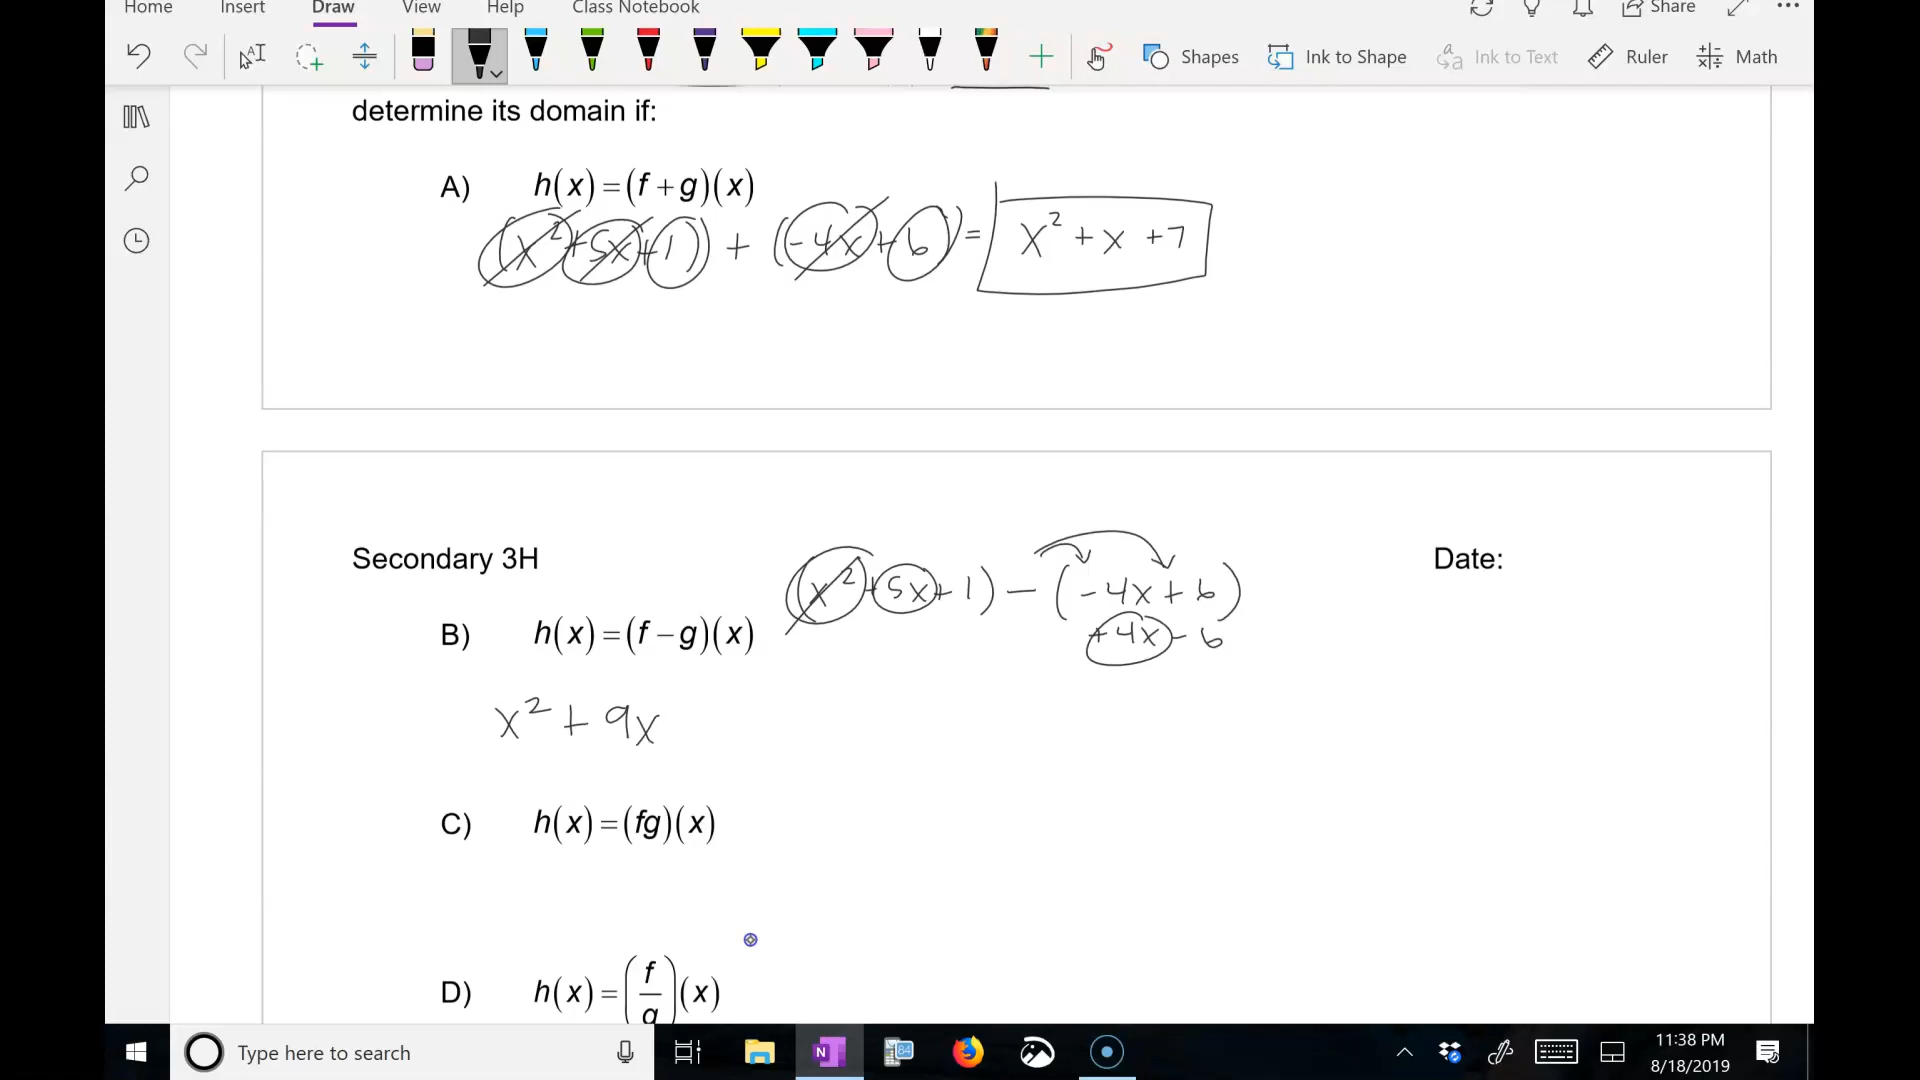 Home Insert Draw View Help Class Notebook Share
Shapes Ink to Shape Ink to Text Ruler Math
determine its domain if:
A) h(x)=(f+g)(x)
(x²+5x+1) + (-4x+6) = x²+x+7
Secondary 3H
Date:
(x²+5x+1) - (-4x+6)
+4x-6
B) h(x)=(f-g)(x)
x²+9x
C) h(x)=(fg)(x)
D) h(x)=(f/g)(x)
Type here to search
84
11:38 PM
8/18/2019